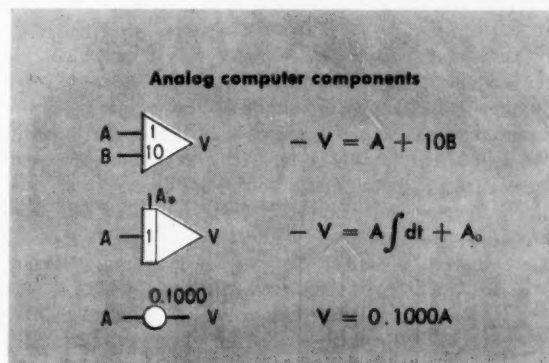 Analog computer components
A 1
B 10 V − V = A + 10B
A₀
A 1 V − V = A∫dt + A₀
0.1000
A V V = 0.1000A